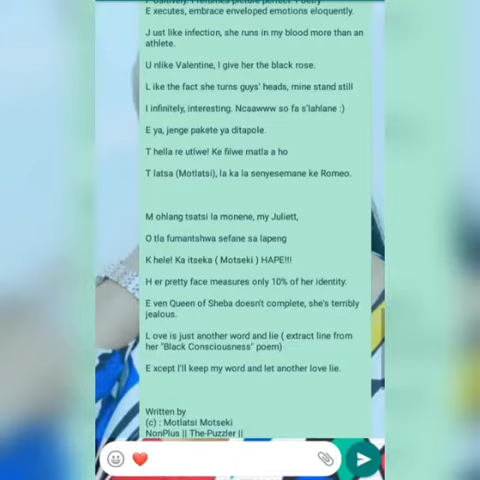 E xecutes, embrace enveloped emotions eloquently.
J ust like infection, she runs in my blood more than an
athlete.
U nlike Valentine, I give her the black rose.
L ike the fact she turns guys' heads, mine stand still
I infinitely, interesting. Ncaawww so fa s'lahlane :)
E ya, jenge pakete ya ditapole.
T hella re utlwe! Ke filwe matla a ho
T latsa (Motlatsi), la ka la senyesemane ke Romeo.
M ohlang tsatsi la monene, my Juliett,
O tla fumantshwa sefane sa lapeng
K hele! Ka itseka ( Motseki ) HAPE!!!
H er pretty face measures only 10% of her identity.
E ven Queen of Sheba doesn't complete, she's terribly
jealous.
L ove is just another word and lie ( extract line from
her "Black Consciousness" poem)
E xcept I'll keep my word and let another love lie.
Written by
(c) : Motlatsi Motseki
NonPlus || The-Puzzler ||